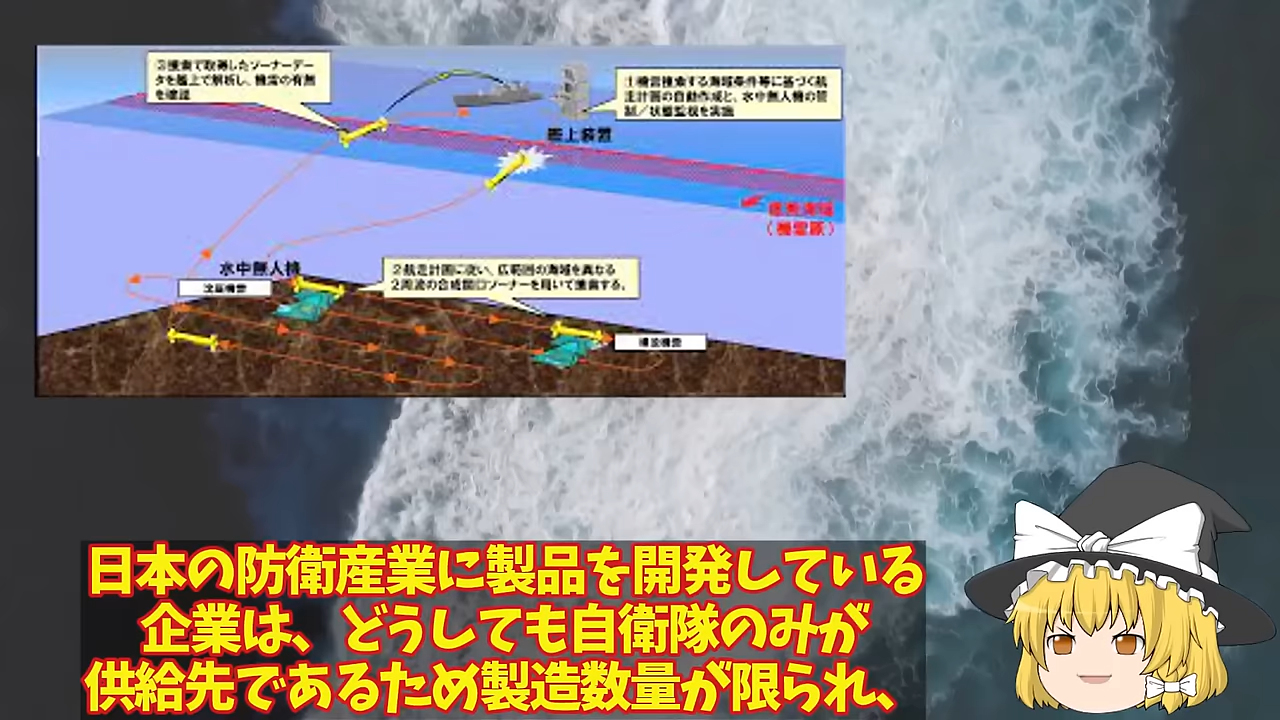 ③捜索で取得したソーナーデー
タを艦上で解析し、機雷の有無
を確認
①機雷捜索する海域条件等に基づく航
走計画の自動作成と、水中無人機の管
制／状態監視を実施
艦上装置
（機雷原）
水中無人機
②航走計画に従い、広範囲の海域を異なる
2周波の合成開口ソーナーを用いて捜索する。
沈底機雷
日本の防衛産業に製品を開発している
企業は、どうしても自衛隊のみが
供給先であるため製造数量が限られ、